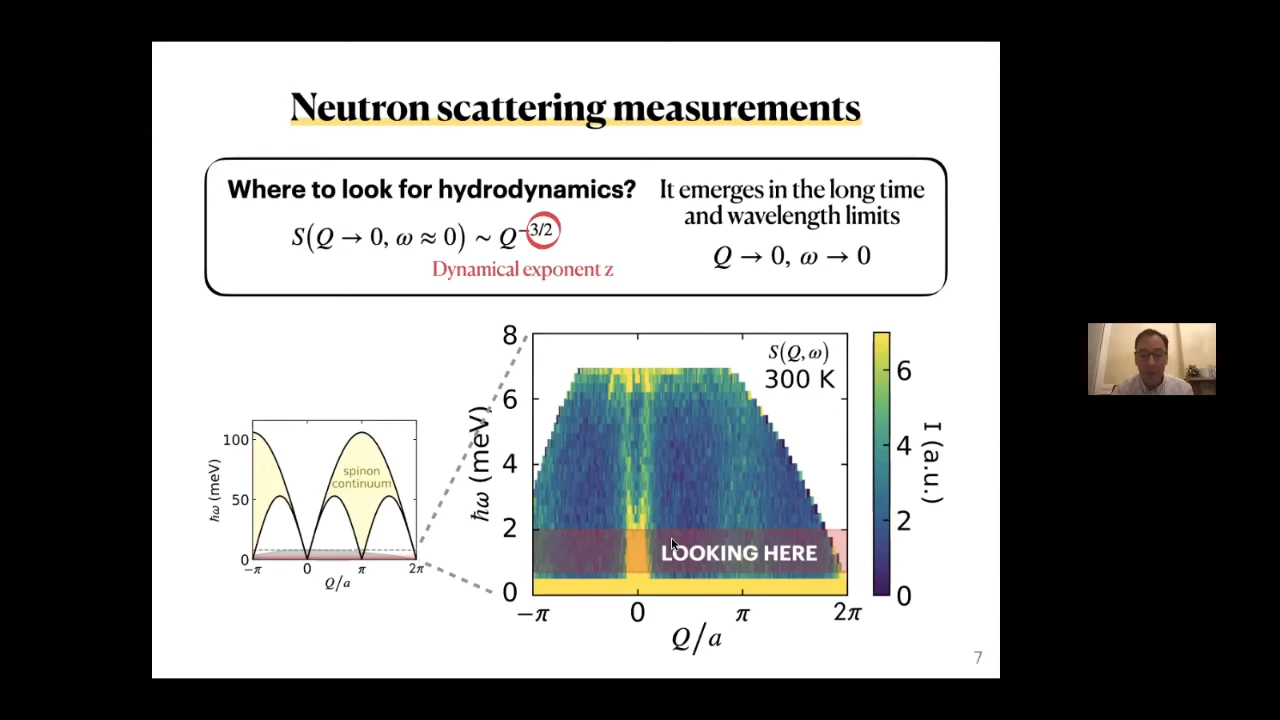 Neutron scattering measurements
Where to look for hydrodynamics?
S(Q → 0, ω ≈ 0) ~ Q^{-3/2}
Dynamical exponent z
It emerges in the long time
and wavelength limits
Q → 0, ω → 0
100
50
0
ħω (meV)
spinon
continuum
−π
0
π
2π
Q/a
8
6
4
2
0
ħω (meV)
S(Q, ω)
300 K
LOOKING HERE
−π
0
π
2π
Q/a
6
4
2
0
I (a.u.)
7